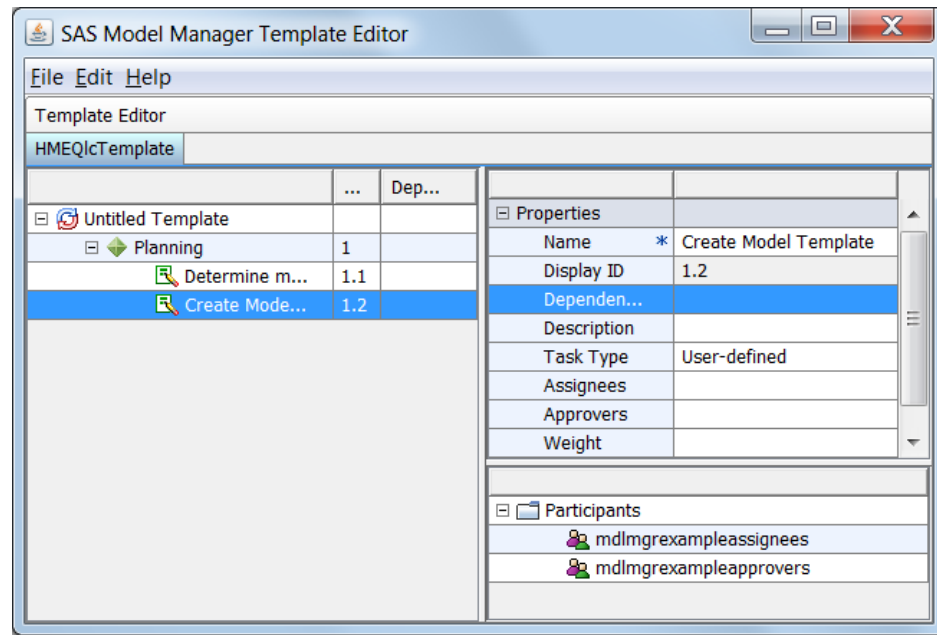 SAS Model Manager Template Editor
File Edit Help
Template Editor
HMEQlcTemplate
... Dep...
Untitled Template
Planning 1
Determine m... 1.1
Create Mode... 1.2
Properties
Name * Create Model Template
Display ID 1.2
Dependen...
Description
Task Type User-defined
Assignees
Approvers
Weight
Participants
mdlmgrexampleassignees
mdlmgrexampleapprovers